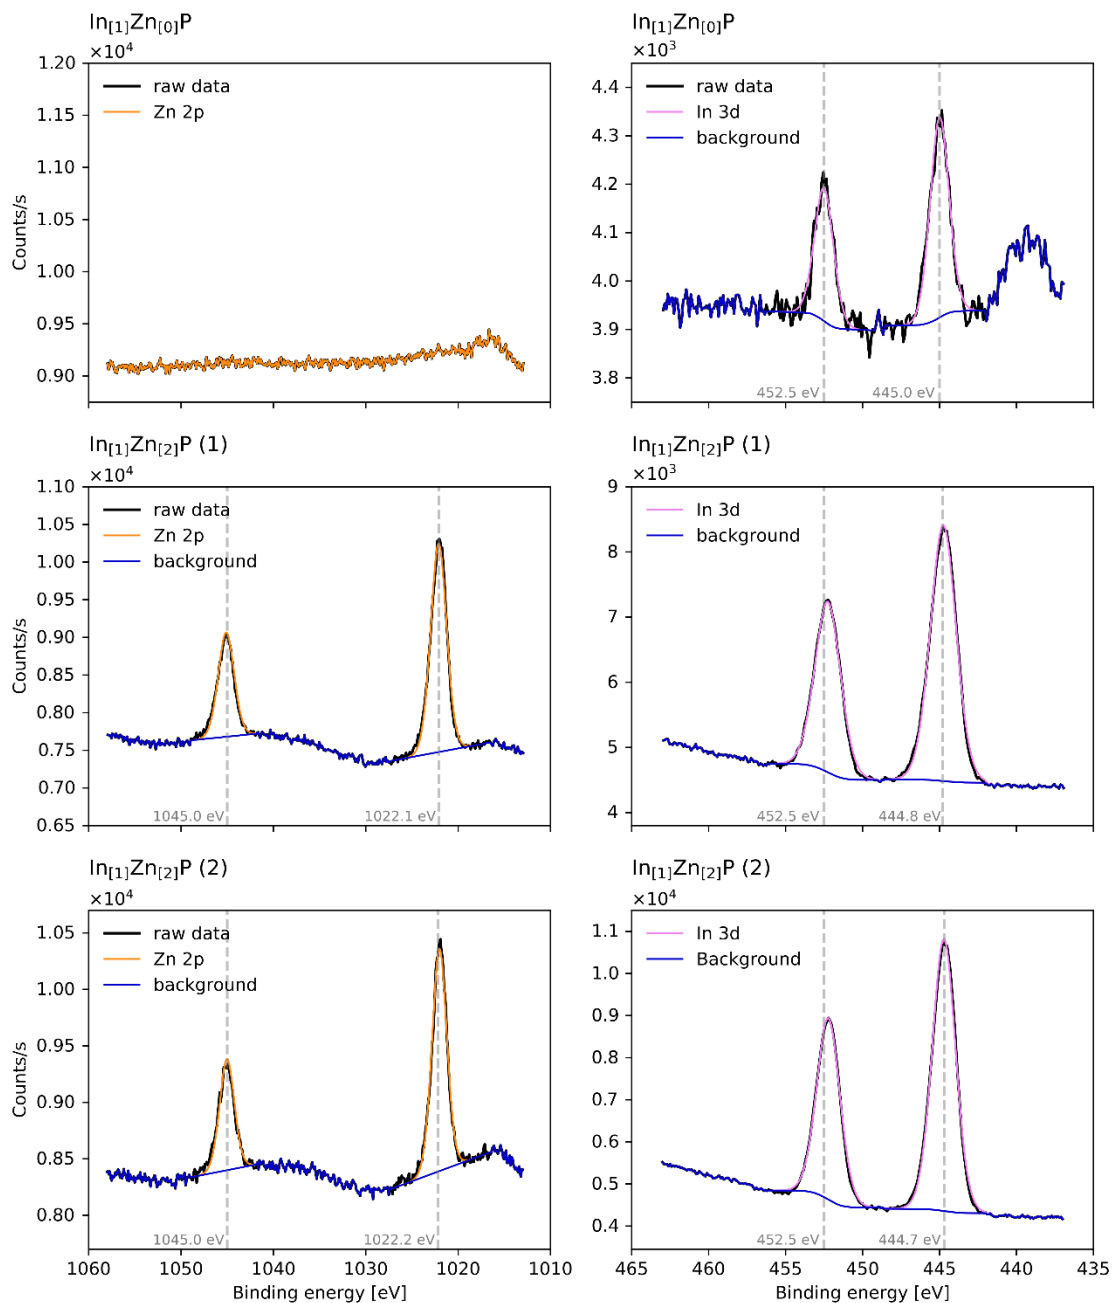 In[1]Zn[0]P
×10⁴
raw data
Zn 2p
Counts/s
1.20
1.15
1.10
1.05
1.00
0.95
0.90
1060 1050 1040 1030 1020 1010
In[1]Zn[0]P
×10³
raw data
In 3d
background
4.4
4.3
4.2
4.1
4.0
3.9
3.8
452.5 eV
445.0 eV
In[1]Zn[2]P (1)
×10⁴
raw data
Zn 2p
background
Counts/s
1.10
1.05
1.00
0.90
0.85
0.80
0.75
0.70
0.65
1045.0 eV
1022.1 eV
In[1]Zn[2]P (1)
×10³
In 3d
background
9
8
7
6
5
4
452.5 eV
444.8 eV
In[1]Zn[2]P (2)
×10⁴
raw data
Zn 2p
background
Counts/s
1.05
1.00
0.95
0.90
0.85
0.80
1045.0 eV
1022.2 eV
1060 1050 1040 1030 1020 1010
Binding energy [eV]
In[1]Zn[2]P (2)
×10⁴
In 3d
Background
1.1
1.0
0.9
0.8
0.7
0.6
0.5
0.4
452.5 eV
444.7 eV
465 460 455 450 445 440 435
Binding energy [eV]